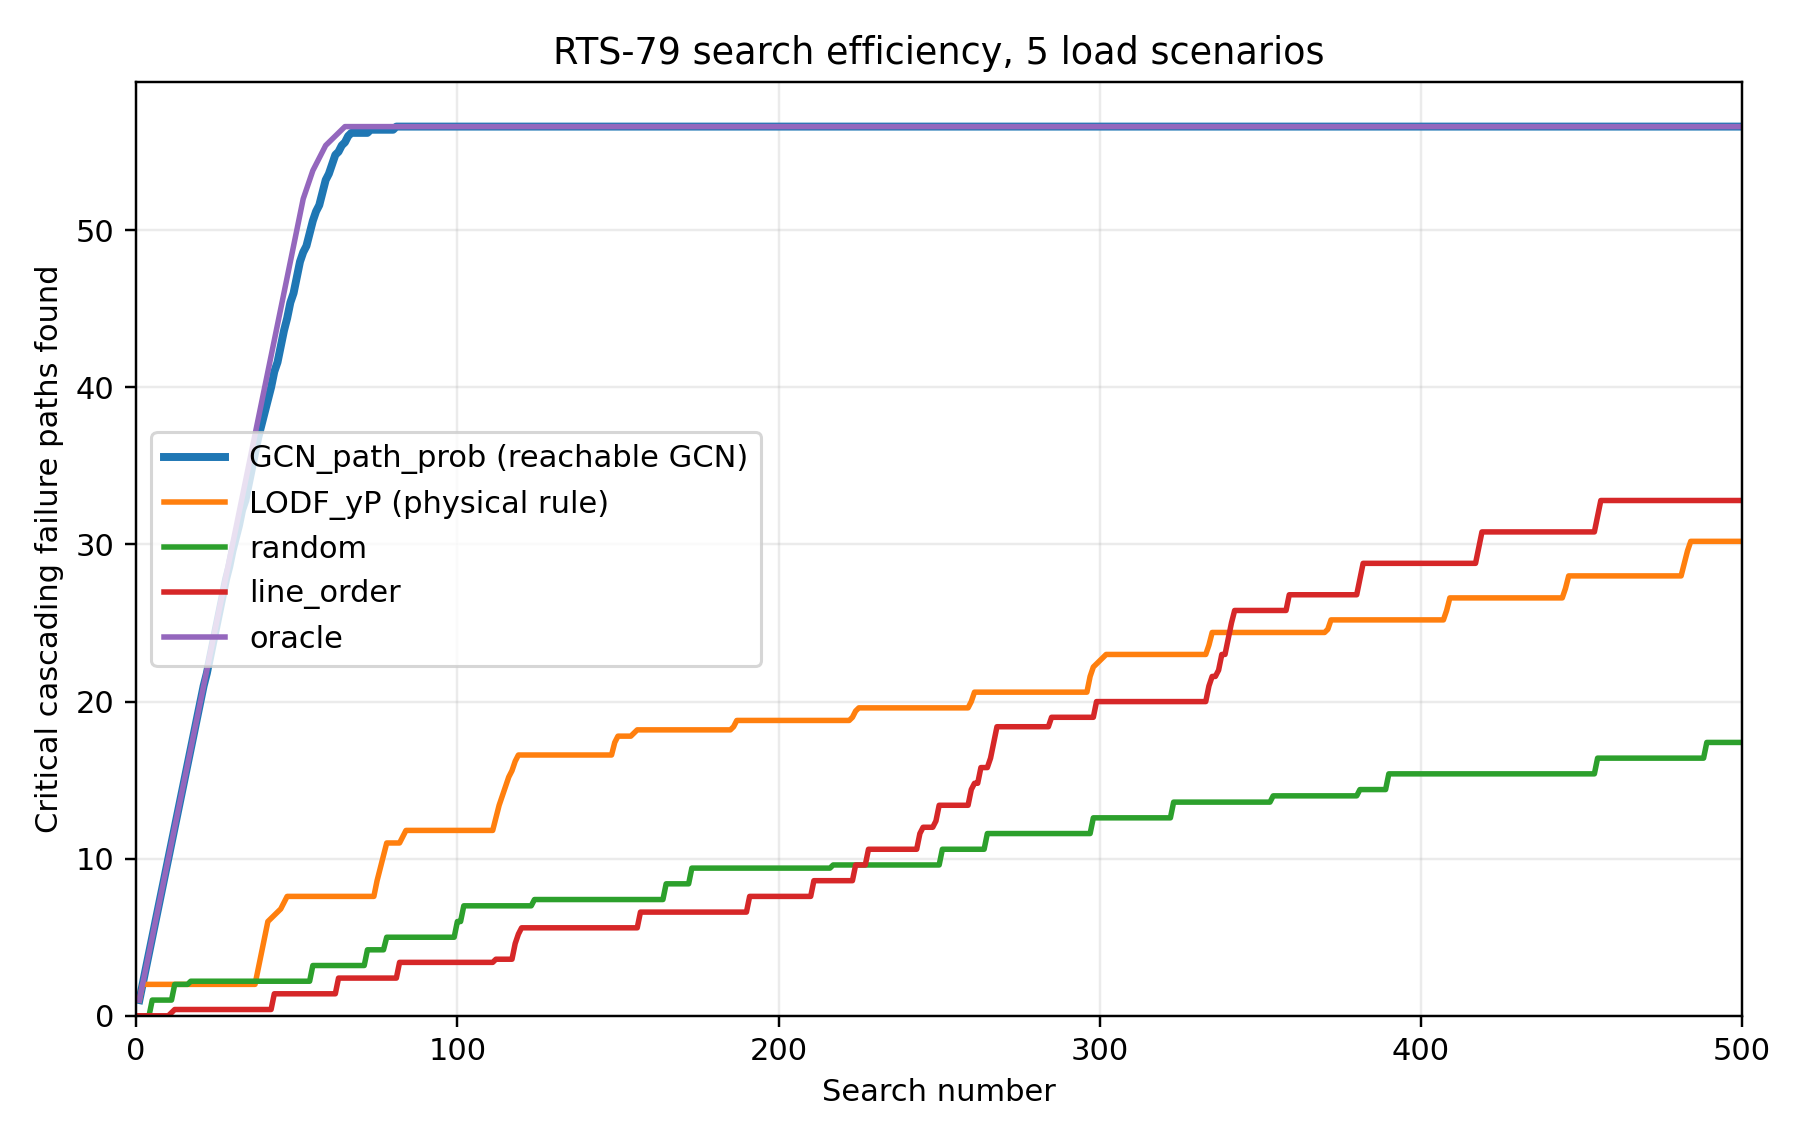 RTS-79 search efficiency, 5 load scenarios
Critical cascading failure paths found
50
40
30
20
10
0
GCN_path_prob (reachable GCN)
LODF_yP (physical rule)
random
line_order
oracle
0 100 200 300 400 500
Search number